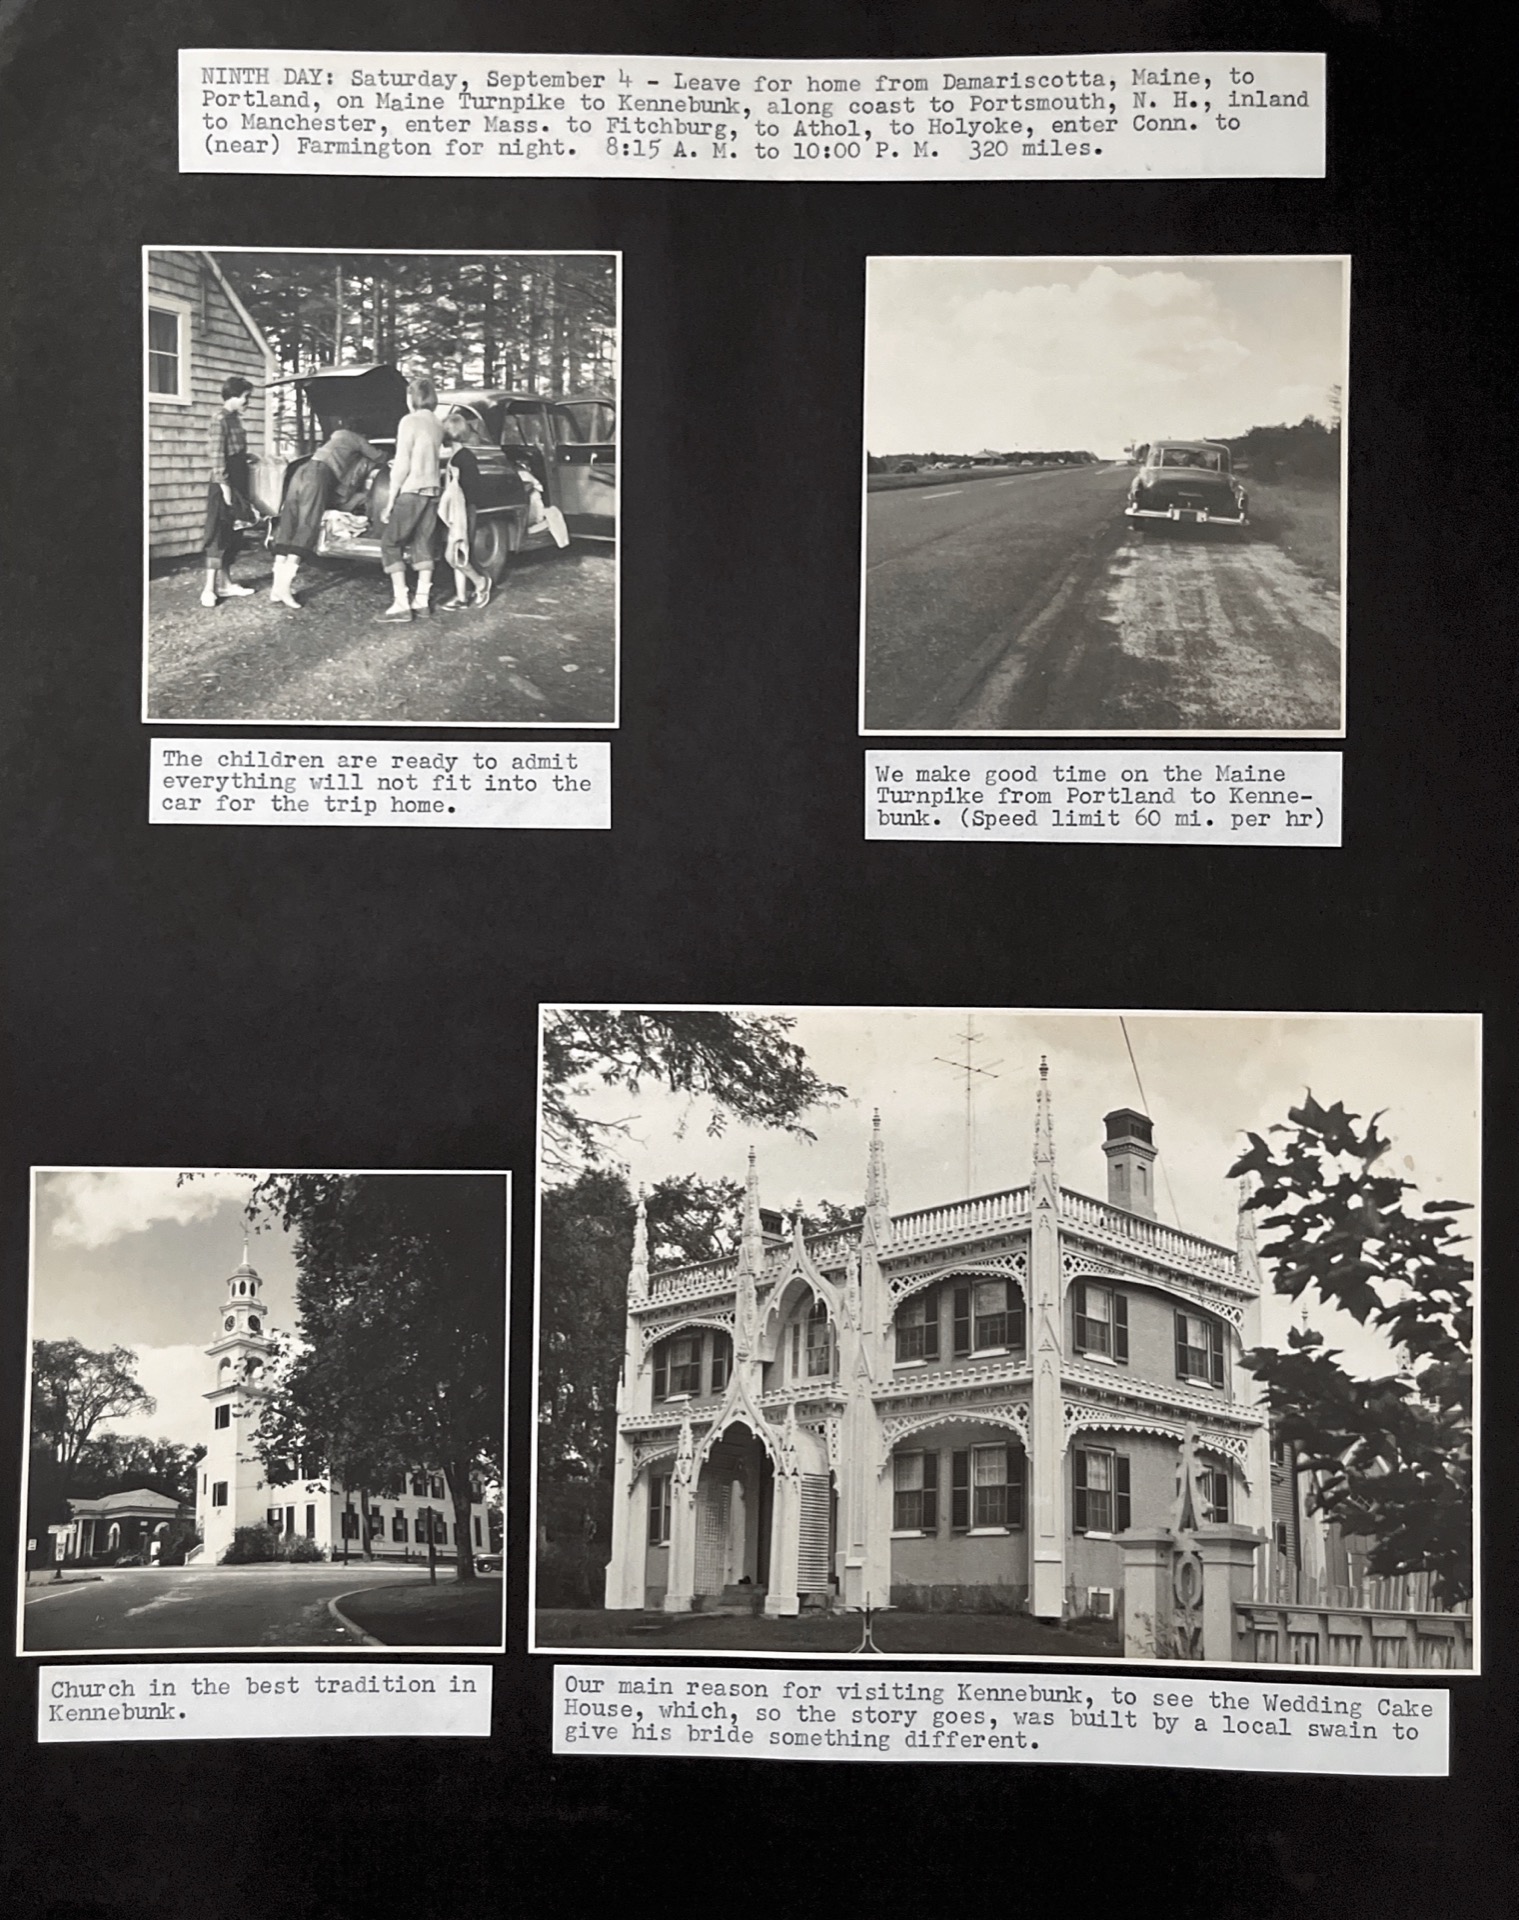 NINTH DAY: Saturday, September 4 - Leave for home from Damariscotta, Maine, to
Portland, on Maine Turnpike to Kennebunk, along coast to Portsmouth, N. H., inland
to Manchester, enter Mass. to Fitchburg, to Athol, to Holyoke, enter Conn. to
(near) Farmington for night. 8:15 A. M. to 10:00 P. M. 320 miles.
The children are ready to admit
everything will not fit into the
car for the trip home.
We make good time on the Maine
Turnpike from Portland to Kenne-
bunk. (Speed limit 60 mi. per hr)
Church in the best tradition in
Kennebunk.
Our main reason for visiting Kennebunk, to see the Wedding Cake
House, which, so the story goes, was built by a local swain to
give his bride something different.